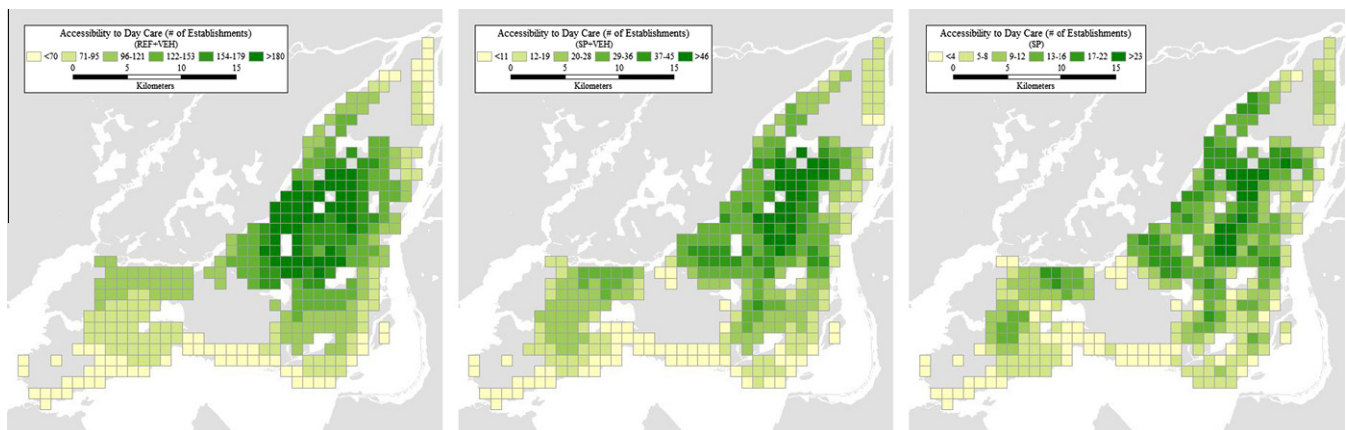 Accessibility to Day Care (# of Establishments)
(REF+VEH)
<70 71-95 96-121 122-153 154-179 >180
0 5 10 15
Kilometers
Accessibility to Day Care (# of Establishments)
(SP+VEH)
<11 12-19 20-28 29-36 37-45 >46
0 5 10 15
Kilometers
Accessibility to Day Care (# of Establishments)
(SP)
<4 5-8 9-12 13-16 17-22 >23
0 5 10 15
Kilometers